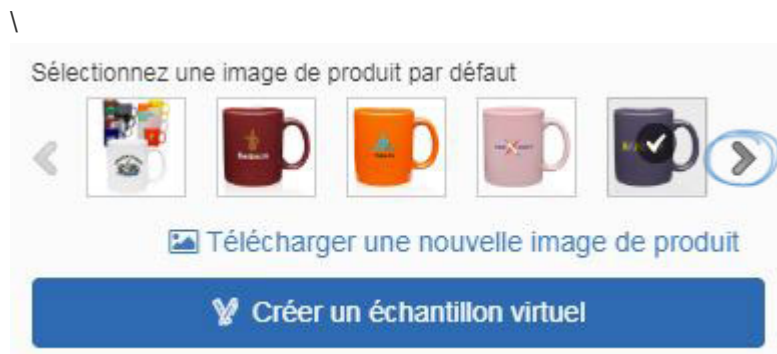 \
Sélectionnez une image de produit par défaut
Télécharger une nouvelle image de produit
Créer un échantillon virtuel